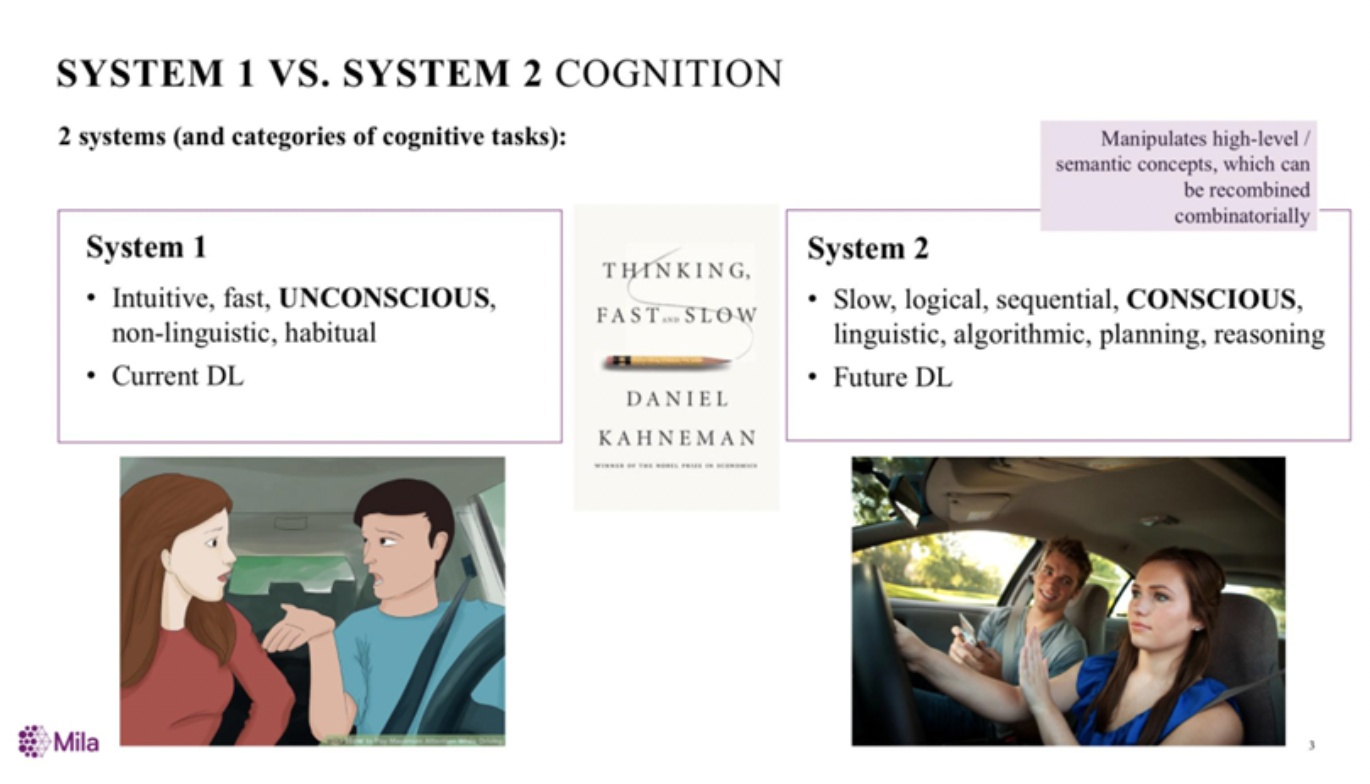 SYSTEM 1 VS. SYSTEM 2 COGNITION
2 systems (and categories of cognitive tasks):
Manipulates high-level /
semantic concepts, which can
be recombined
combinatorially
System 1
• Intuitive, fast, UNCONSCIOUS,
non-linguistic, habitual
• Current DL
THINKING,
FAST AND SLOW
DANIEL
KAHNEMAN
WINNER OF THE NOBEL PRIZE IN ECONOMICS
System 2
• Slow, logical, sequential, CONSCIOUS,
linguistic, algorithmic, planning, reasoning
• Future DL
Mila
3